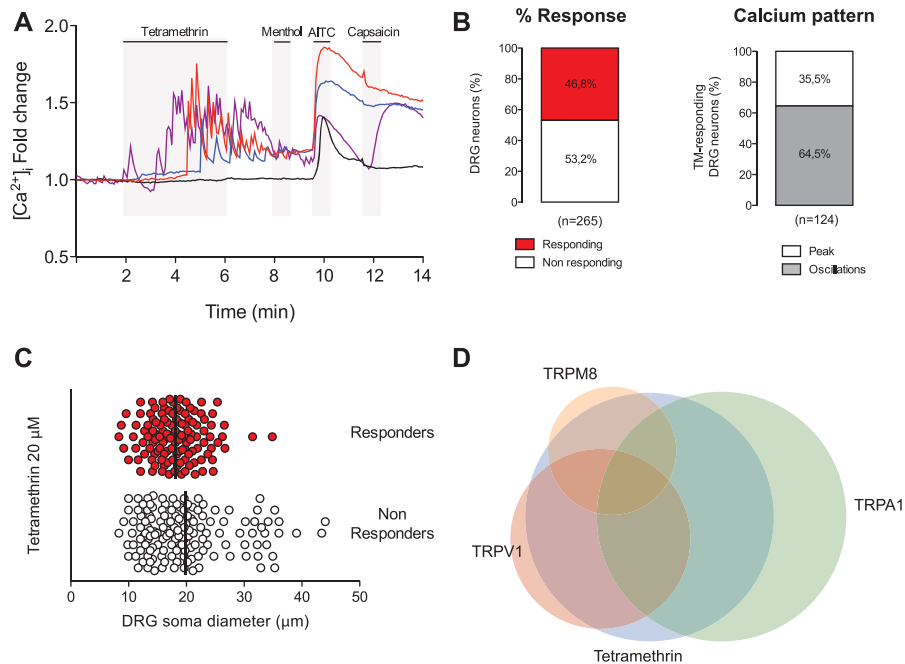 A
Tetramethrin
Menthol
AITC
Capsaicin
[Ca²⁺]ᵢ Fold change
2.0
1.5
1.0
0.5
2
4
6
8
10
12
14
Time (min)
B
% Response
DRG neurons (%)
100
80
60
40
20
0
46,8%
53,2%
(n=265)
Responding
Non responding
Calcium pattern
TM-responding
DRG neurons (%)
100
80
60
40
20
0
35,5%
64,5%
(n=124)
Peak
Oscillations
C
Tetramethrin 20 µM
Responders
Non
Responders
0
10
20
30
40
50
DRG soma diameter (µm)
D
TRPM8
TRPA1
TRPV1
Tetramethrin